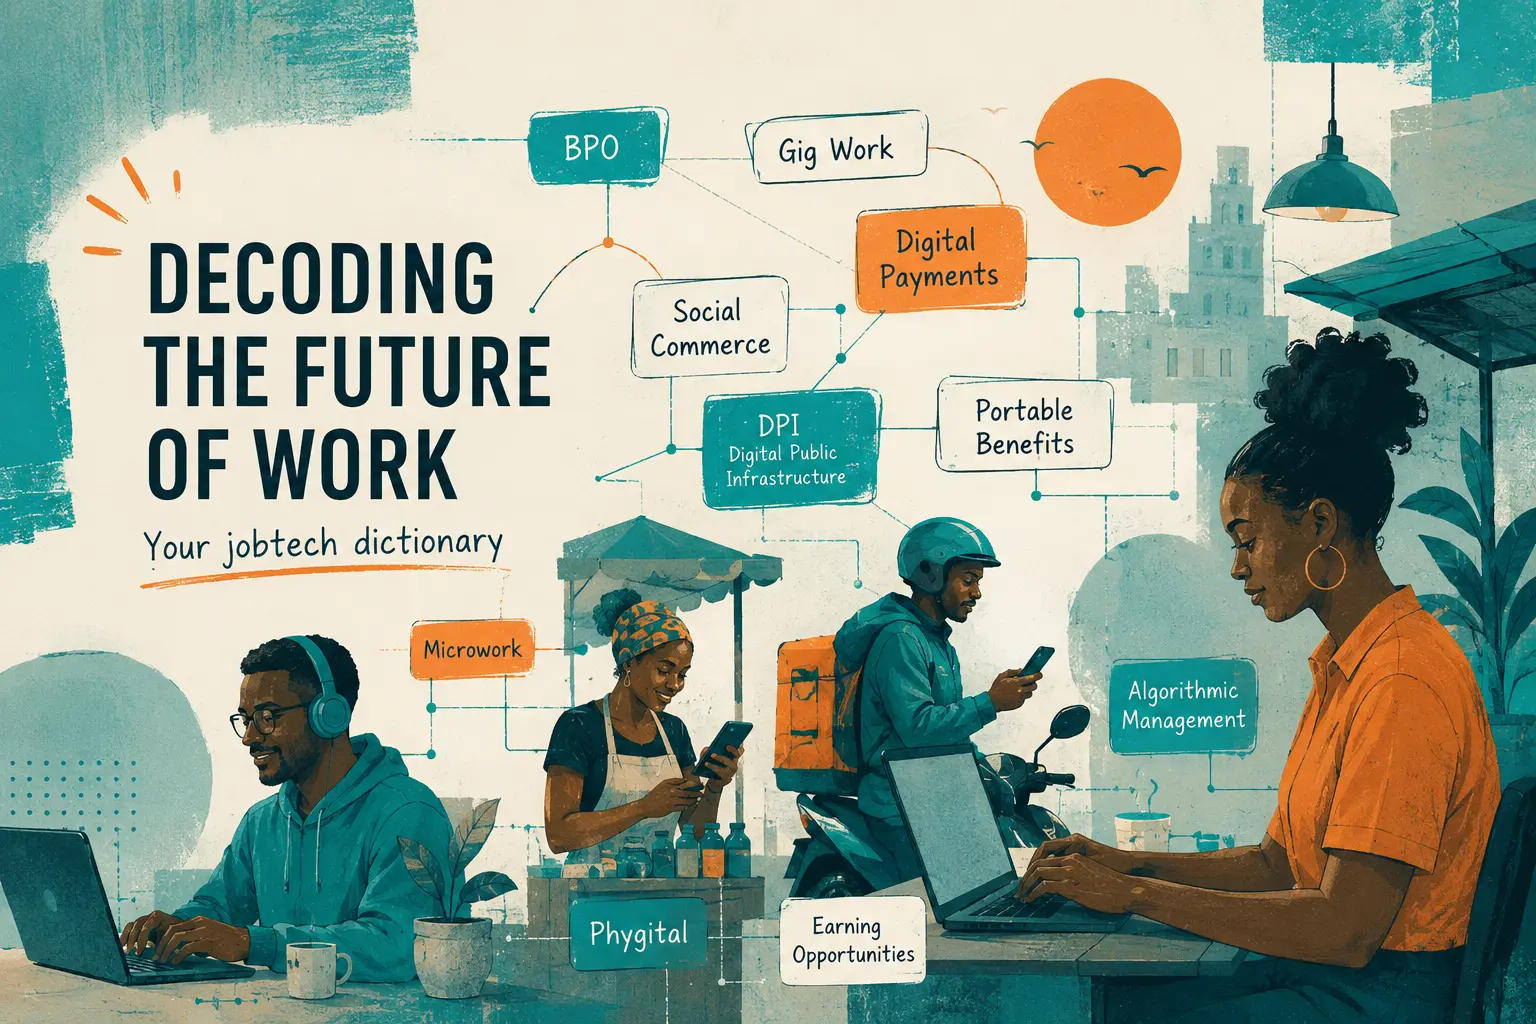 DECODING
THE FUTURE
OF WORK
Your jobtech dictionary
BPO
Gig Work
Digital
Payments
Social
Commerce
DPI
Digital Public
Infrastructure
Portable
Benefits
Microwork
Algorithmic
Management
Phygital
Earning
Opportunities